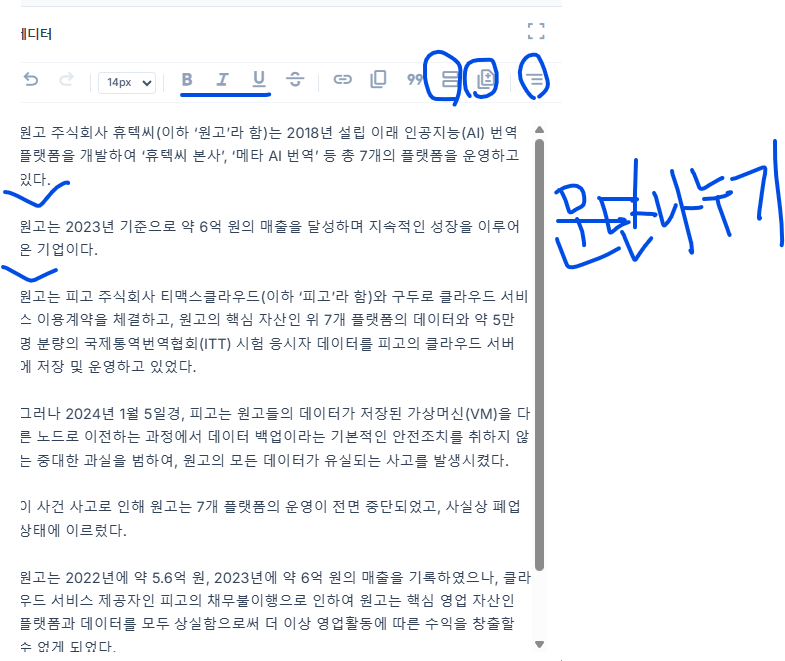 에디터
14px
B I U S
원고 주식회사 휴텍씨(이하 ‘원고’라 함)는 2018년 설립 이래 인공지능(AI) 번역
플랫폼을 개발하여 ‘휴텍씨 본사’, ‘메타 AI 번역’ 등 총 7개의 플랫폼을 운영하고
있다.
원고는 2023년 기준으로 약 6억 원의 매출을 달성하며 지속적인 성장을 이루어
온 기업이다.
원고는 피고 주식회사 티맥스클라우드(이하 ‘피고’라 함)와 구두로 클라우드 서비
스 이용계약을 체결하고, 원고의 핵심 자산인 위 7개 플랫폼의 데이터와 약 5만
명 분량의 국제통역번역협회(ITT) 시험 응시자 데이터를 피고의 클라우드 서버
에 저장 및 운영하고 있었다.
그러나 2024년 1월 5일경, 피고는 원고들의 데이터가 저장된 가상머신(VM)을 다
른 노드로 이전하는 과정에서 데이터 백업이라는 기본적인 안전조치를 취하지 않
는 중대한 과실을 범하여, 원고의 모든 데이터가 유실되는 사고를 발생시켰다.
이 사건 사고로 인해 원고는 7개 플랫폼의 운영이 전면 중단되었고, 사실상 폐업
상태에 이르렀다.
원고는 2022년에 약 5.6억 원, 2023년에 약 6억 원의 매출을 기록하였으나, 클라
우드 서비스 제공자인 피고의 채무불이행으로 인하여 원고는 핵심 영업 자산인
플랫폼과 데이터를 모두 상실함으로써 더 이상 영업활동에 따른 수익을 창출할
수 없게 되었다.
문단나누기